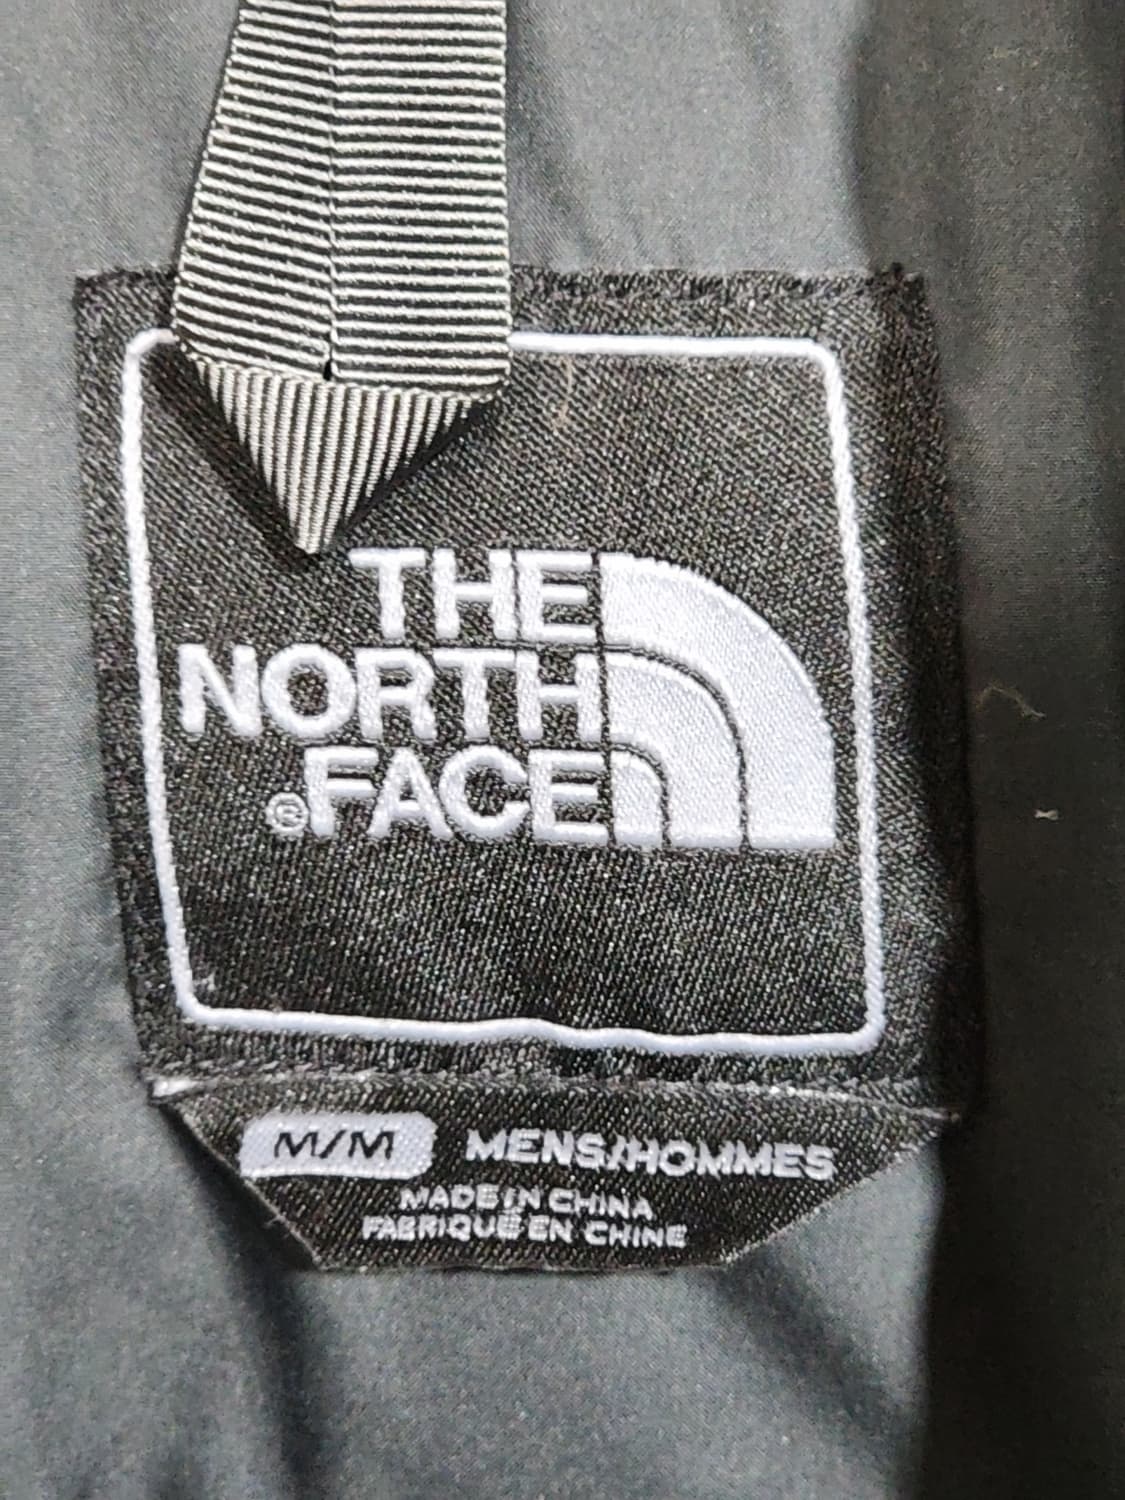 THE
NORTH
®FACE
M/M MENS/HOMMES
MADE IN CHINA
FABRIQUÉ EN CHINE